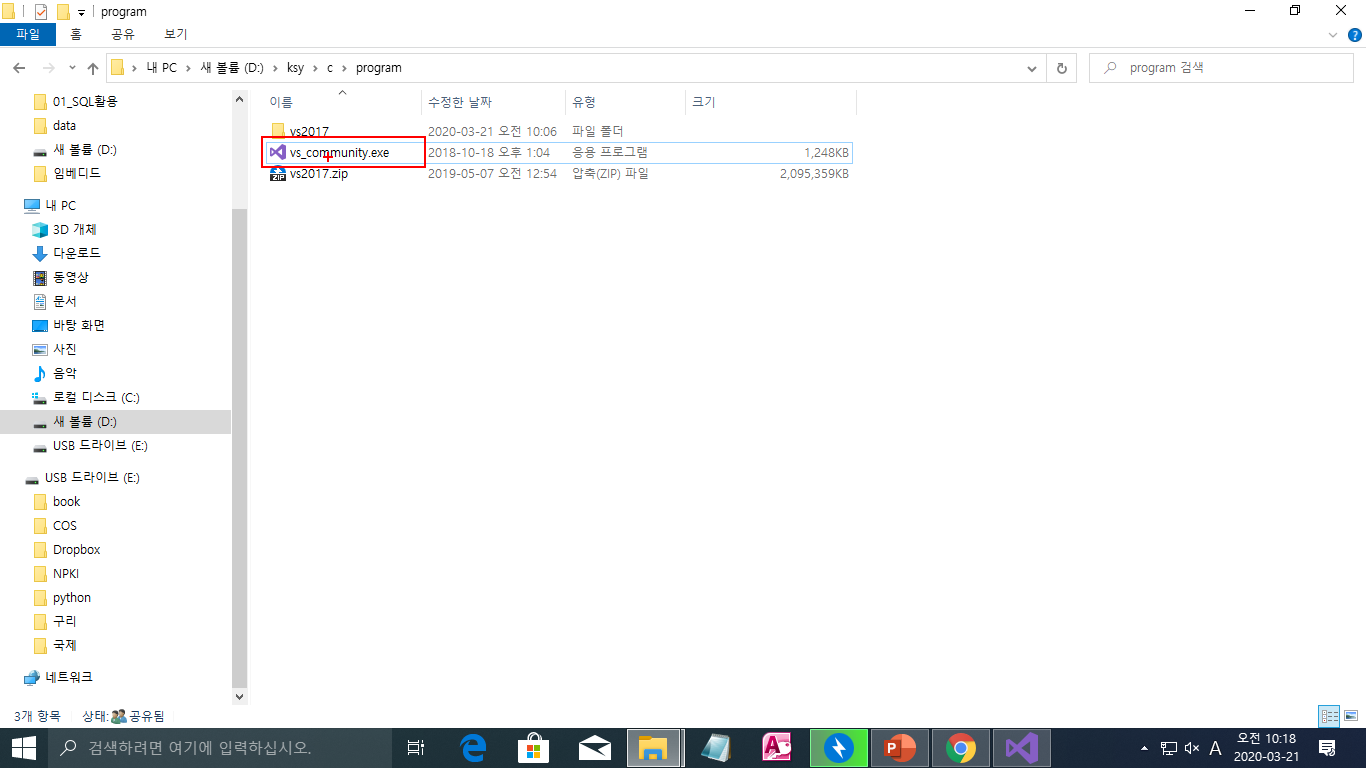 program
파일 홈 공유 보기
내 PC 새 볼륨 (D:) ksy c program
program 검색
이름 수정한 날짜 유형 크기
vs2017 2020-03-21 오전 10:06 파일 폴더
vs_community.exe 2018-10-18 오후 1:04 응용 프로그램 1,248KB
vs2017.zip 2019-05-07 오전 12:54 압축(ZIP) 파일 2,095,359KB
01_SQL활용
data
새 볼륨 (D:)
임베디드
내 PC
3D 개체
다운로드
동영상
문서
바탕 화면
사진
음악
로컬 디스크 (C:)
새 볼륨 (D:)
USB 드라이브 (E:)
USB 드라이브 (E:)
book
COS
Dropbox
NPKI
python
구리
국제
네트워크
3개 항목 상태: 공유됨
검색하려면 여기에 입력하십시오.
A
오전 10:18
2020-03-21